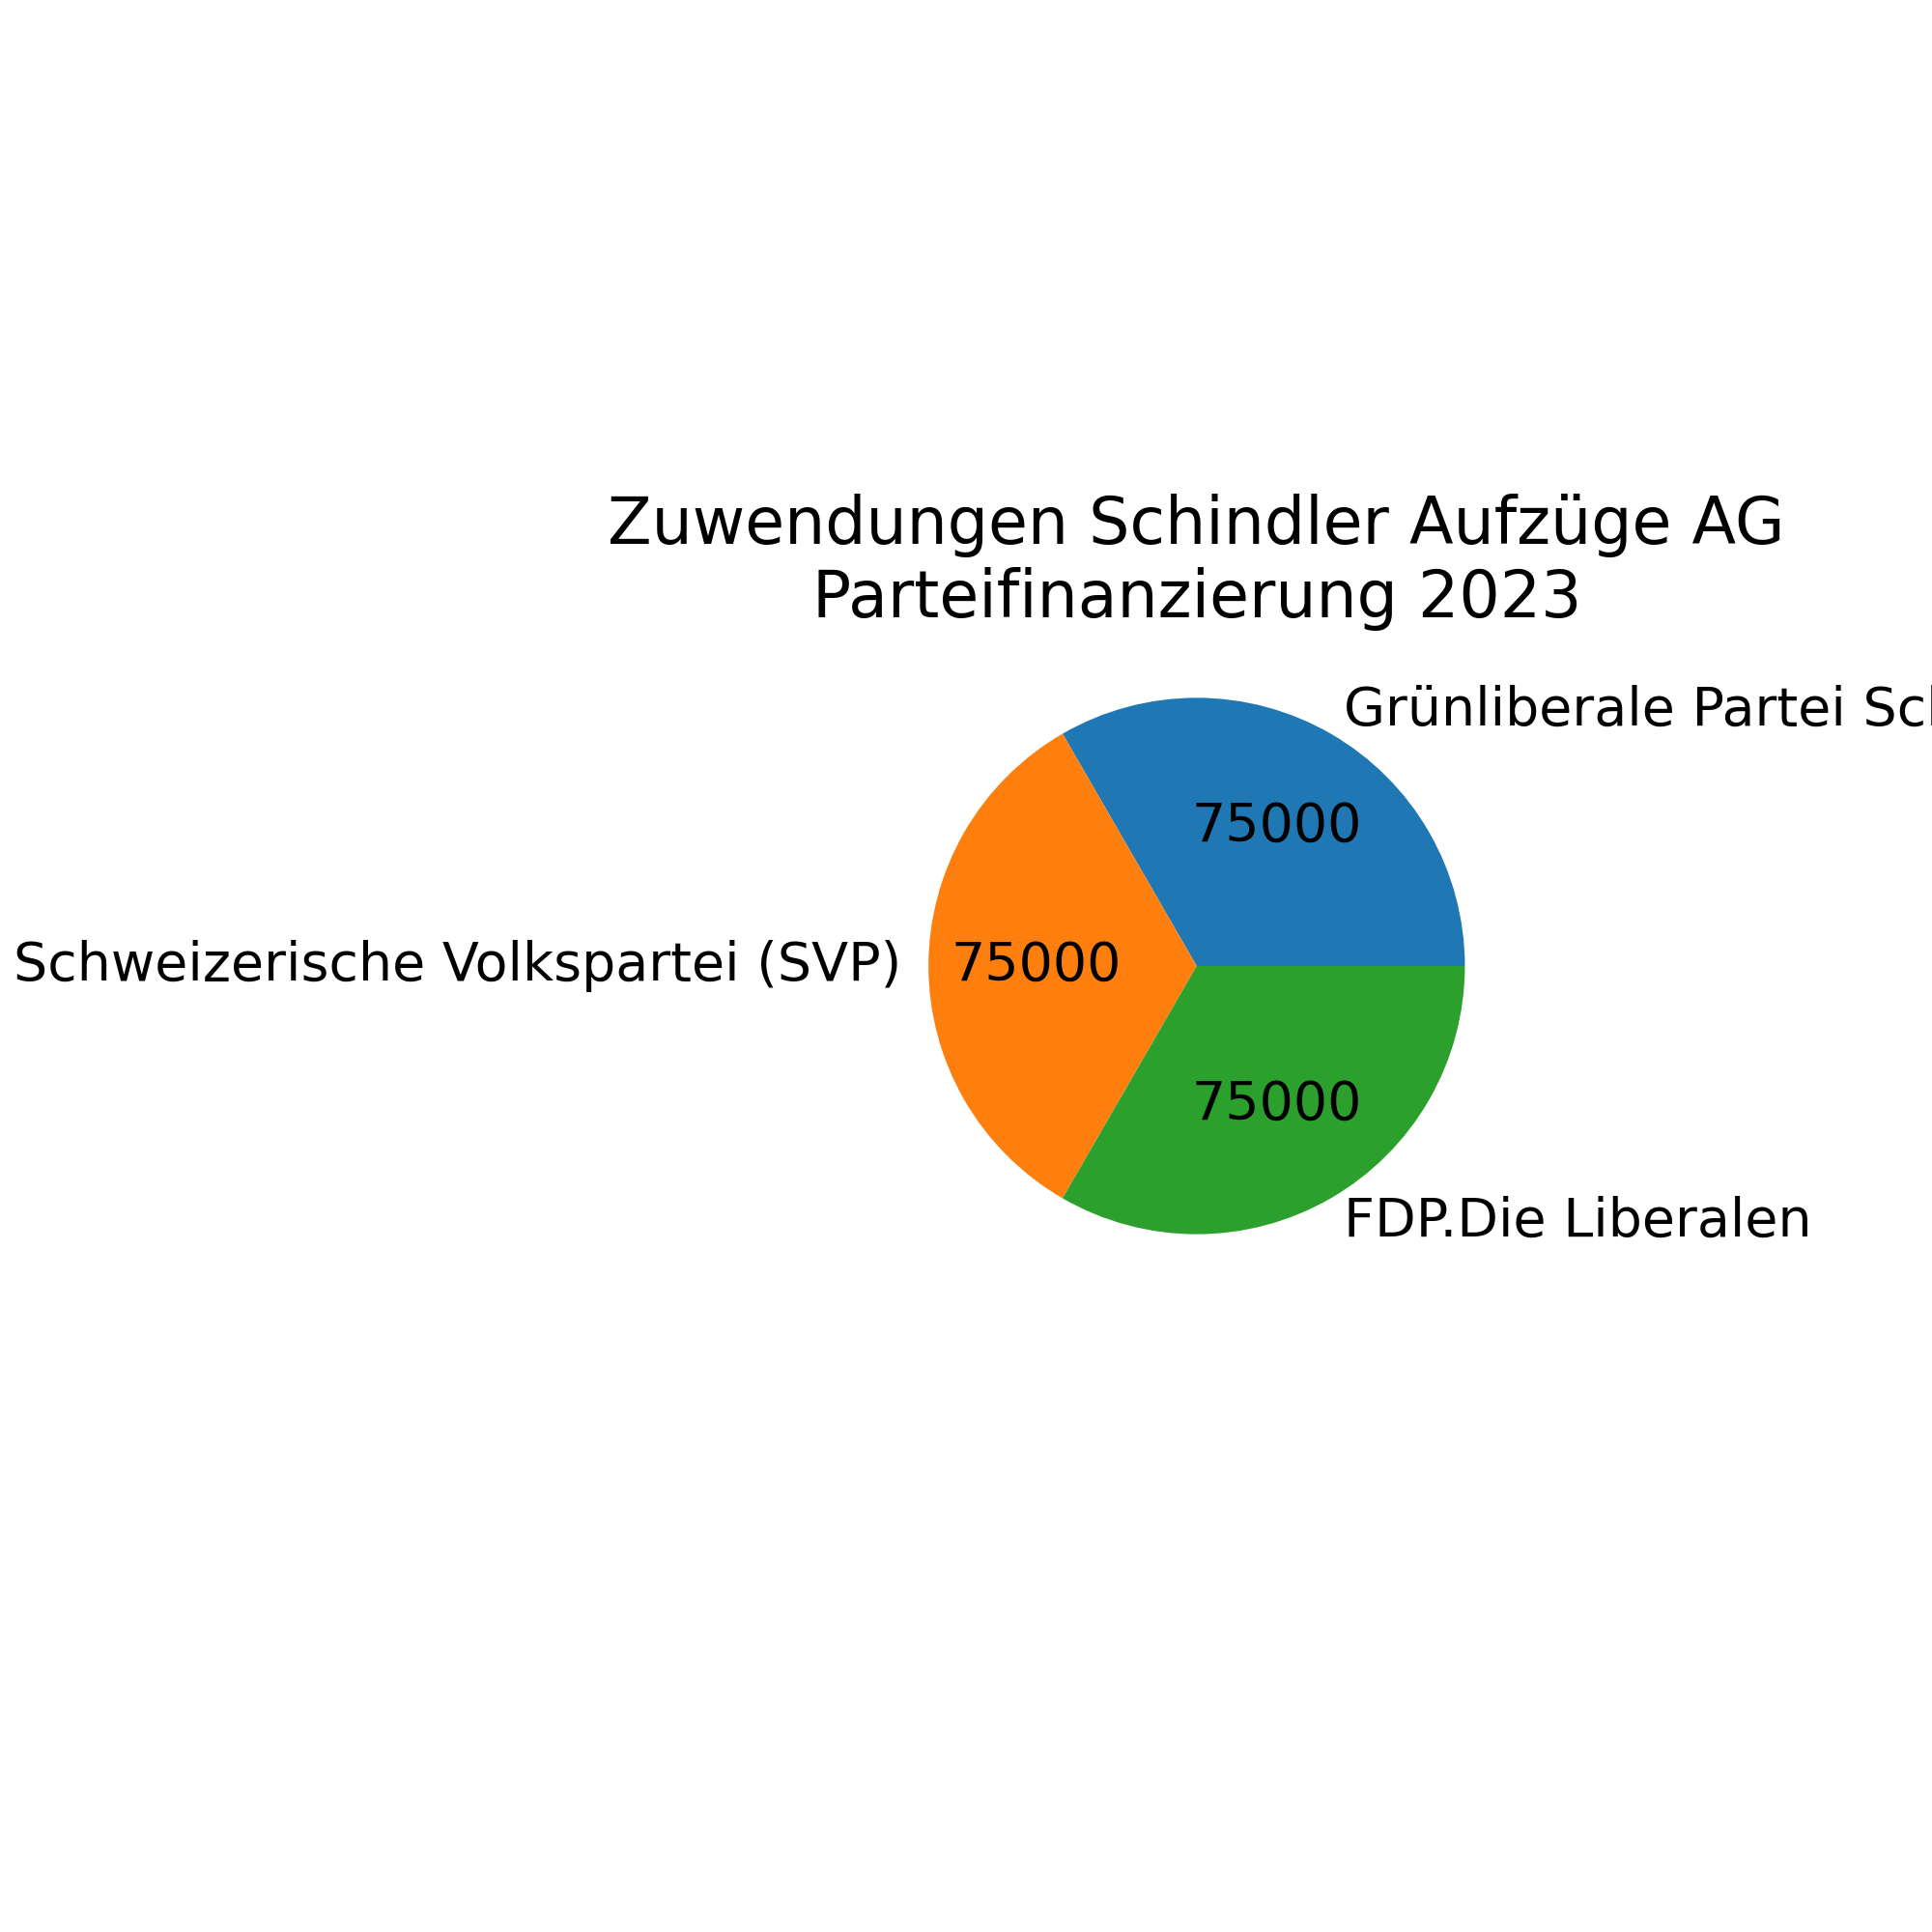 Zuwendungen Schindler Aufzüge AG
Parteifinanzierung 2023
Grünliberale Partei
75000
Schweizerische Volkspartei (SVP)
75000
75000
FDP.Die Liberalen